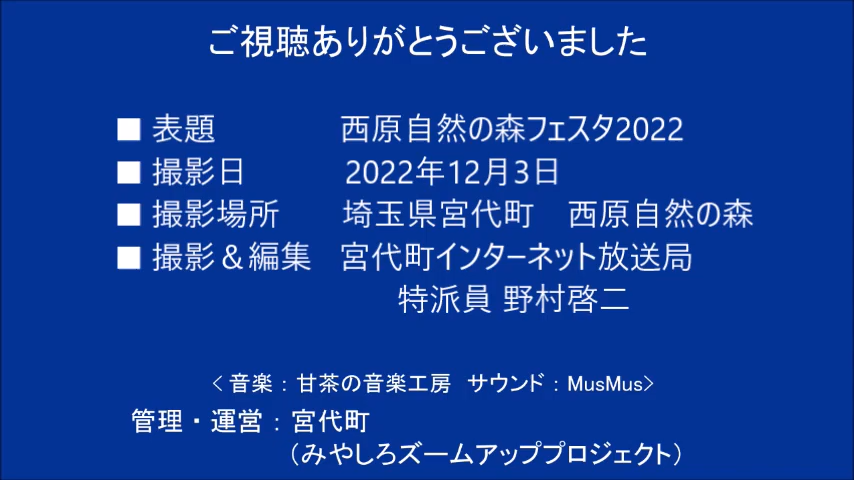 ご視聴ありがとうございました
■ 表題 西原自然の森フェスタ2022
■ 撮影日 2022年12月3日
■ 撮影場所 埼玉県宮代町 西原自然の森
■ 撮影＆編集 宮代町インターネット放送局
特派員 野村啓二
<音楽：甘茶の音楽工房 サウンド：MusMus>
管理・運営：宮代町
（みやしろズームアッププロジェクト）